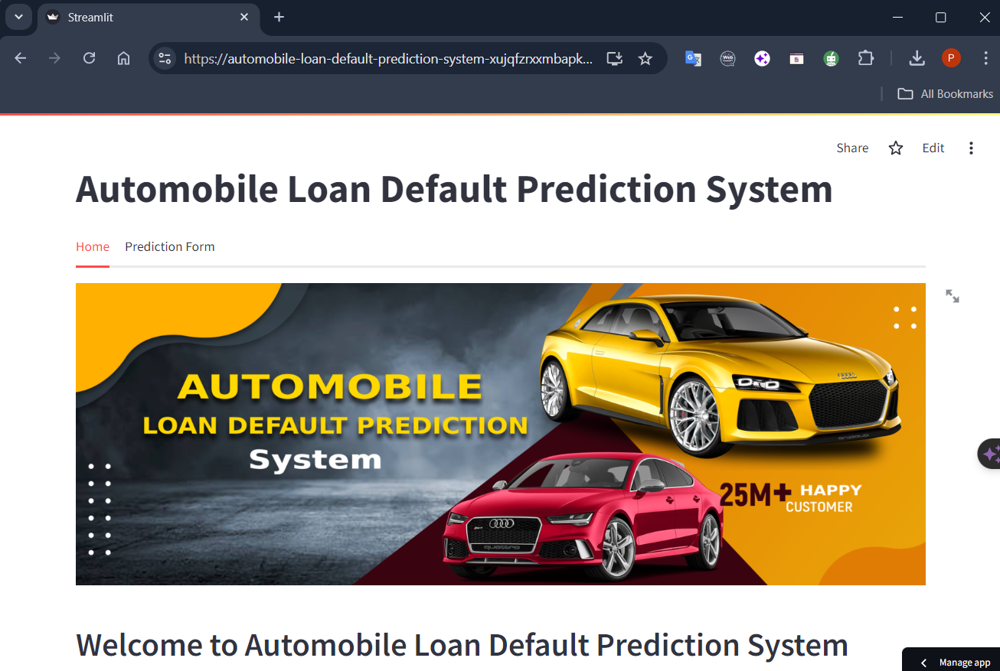 Streamlit
https://automobile-loan-default-prediction-system-xujqfzrxxmbapk...
P
All Bookmarks
Share
Edit
Automobile Loan Default Prediction System
Home
Prediction Form
AUTOMOBILE
LOAN DEFAULT PREDICTION
System
25M+ HAPPY
CUSTOMER
quattro
Welcome to Automobile Loan Default Prediction System
Manage app